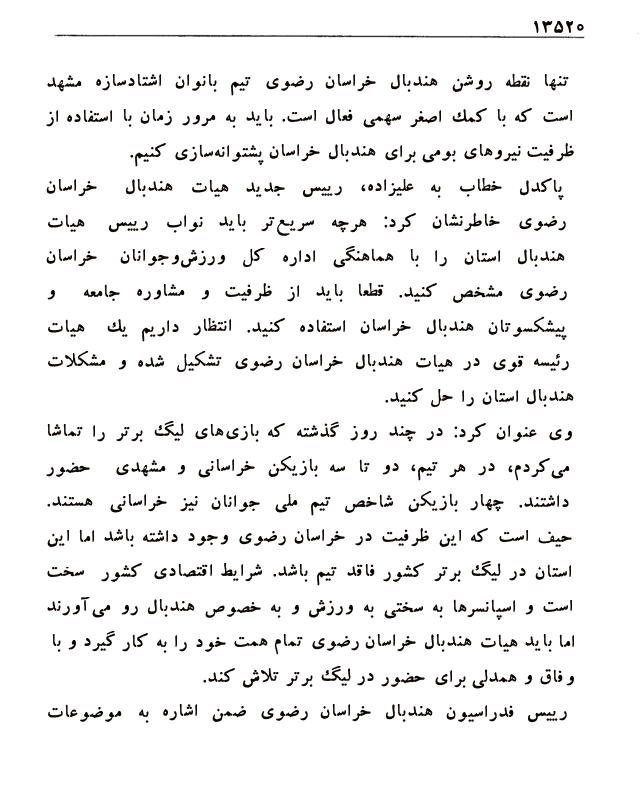 ۱۳۵۲۰
تنها نقطه روشن هندبال خراسان رضوی تیم بانوان اشتادسازه مشهد
است که با کمك اصغر سهمی فعال است. باید به مرور زمان با استفاده از
ظرفیت نیروهای بومی برای هندبال خراسان پشتوانه‌سازی کنیم.
پاکدل خطاب به علیزاده، رییس جدید هیات هندبال خراسان
رضوی خاطرنشان کرد: هرچه سریع‌تر باید نواب رییس هیات
هندبال استان را با هماهنگی اداره کل ورزش‌وجوانان خراسان
رضوی مشخص کنید. قطعا باید از ظرفیت و مشاوره جامعه و
پیشکسوتان هندبال خراسان استفاده کنید. انتظار داریم یك هیات
رئیسه قوی در هیات هندبال خراسان رضوی تشکیل شده و مشکلات
هندبال استان را حل کنید.
وی عنوان کرد: در چند روز گذشته که بازی‌های لیگ برتر را تماشا
می‌کردم، در هر تیم، دو تا سه بازیکن خراسانی و مشهدی حضور
داشتند. چهار بازیکن شاخص تیم ملی جوانان نیز خراسانی هستند.
حیف است که این ظرفیت در خراسان رضوی وجود داشته باشد اما این
استان در لیگ برتر کشور فاقد تیم باشد. شرایط اقتصادی کشور سخت
است و اسپانسرها به سختی به ورزش و به خصوص هندبال رو می‌آورند
اما باید هیات هندبال خراسان رضوی تمام همت خود را به کار گیرد و با
وفاق و همدلی برای حضور در لیگ برتر تلاش کند.
رییس فدراسیون هندبال خراسان رضوی ضمن اشاره به موضوعات